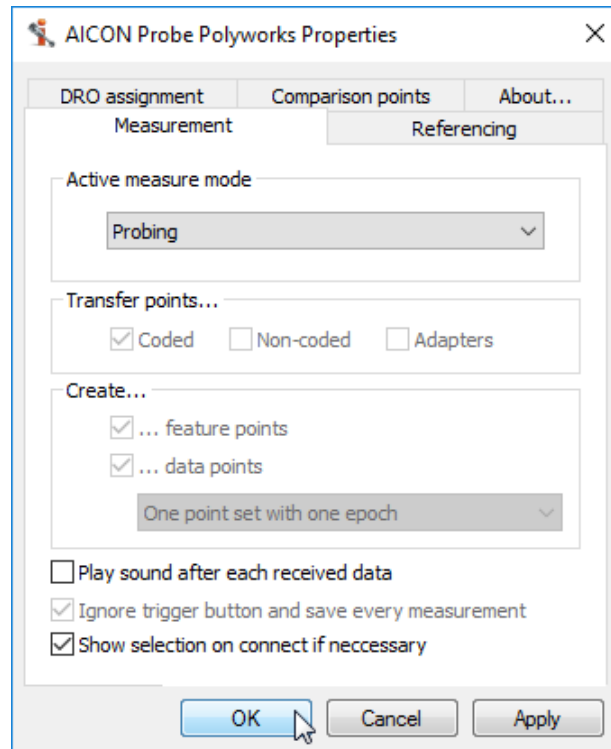 AICON Probe Polyworks Properties
DRO assignment Comparison points About...
Measurement Referencing
Active measure mode
Probing
Transfer points...
Coded Non-coded Adapters
Create...
... feature points
... data points
One point set with one epoch
Play sound after each received data
Ignore trigger button and save every measurement
Show selection on connect if neccessary
OK Cancel Apply